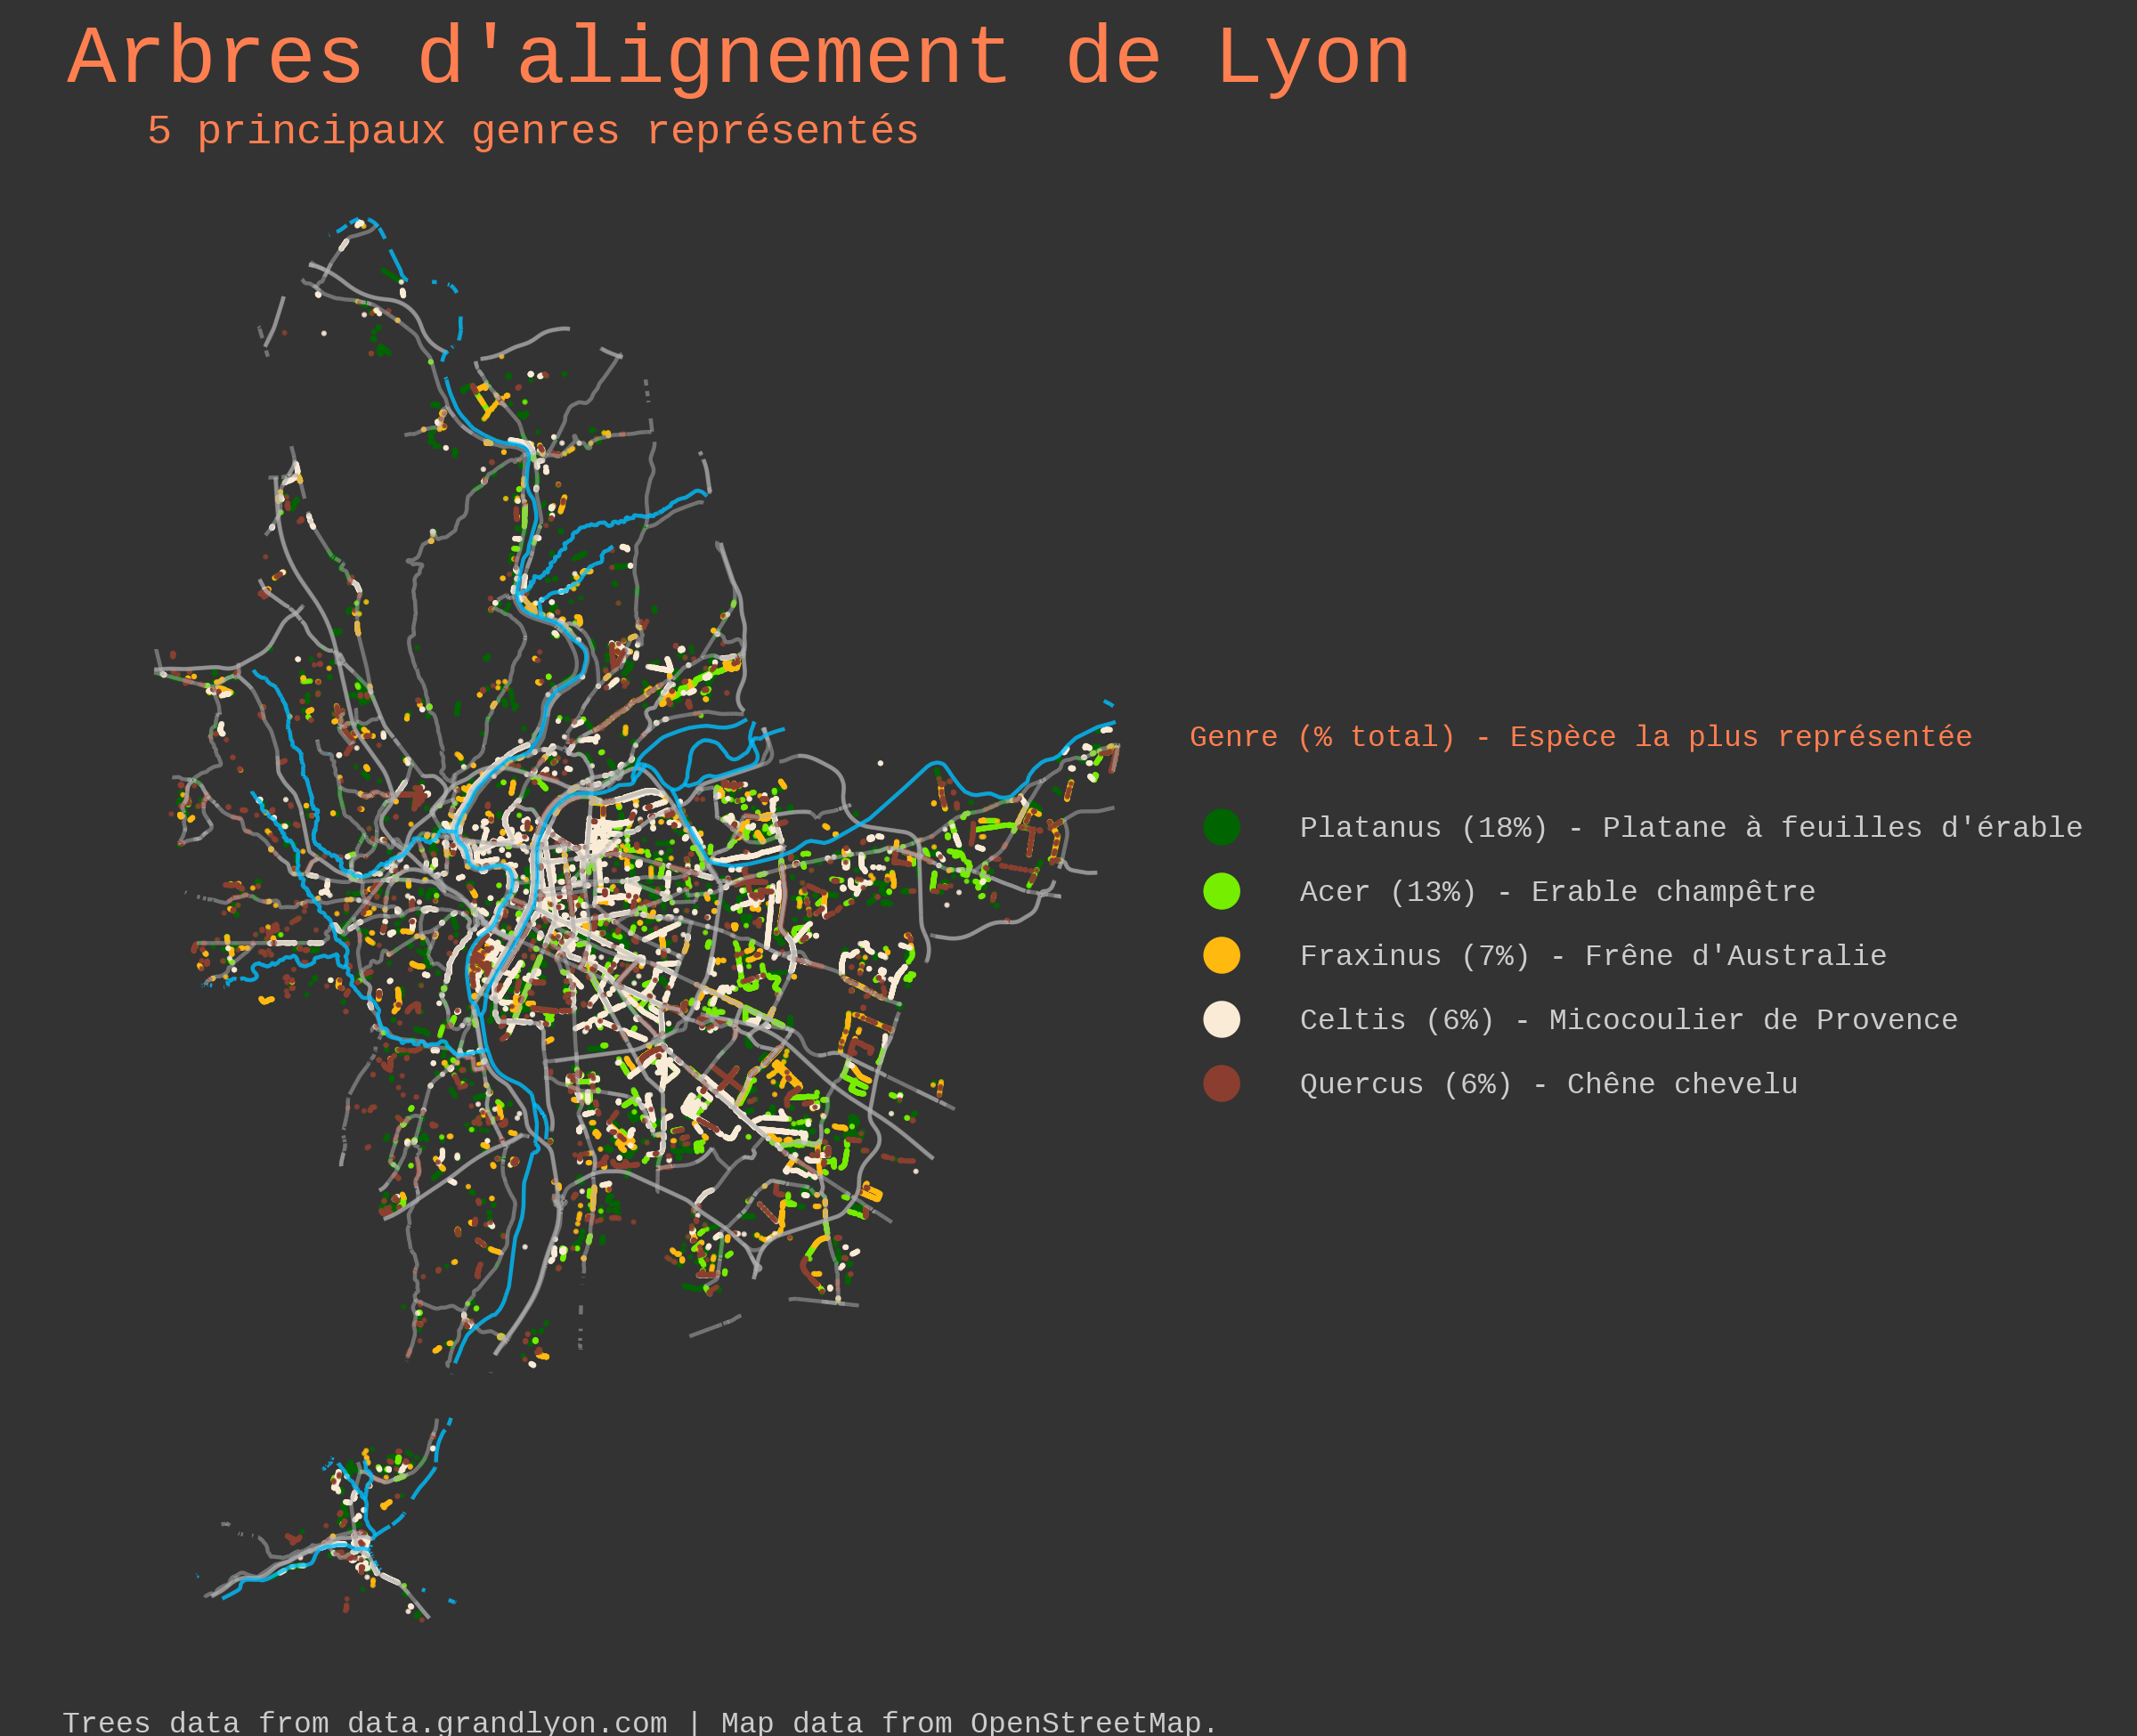 Arbres d'alignement de Lyon
5 principaux genres représentés
Genre (% total) - Espèce la plus représentée
Platanus (18%) - Platane à feuilles d'érable
Acer (13%) - Erable champêtre
Fraxinus (7%) - Frêne d'Australie
Celtis (6%) - Micocoulier de Provence
Quercus (6%) - Chêne chevelu
Trees data from data.grandlyon.com | Map data from OpenStreetMap.